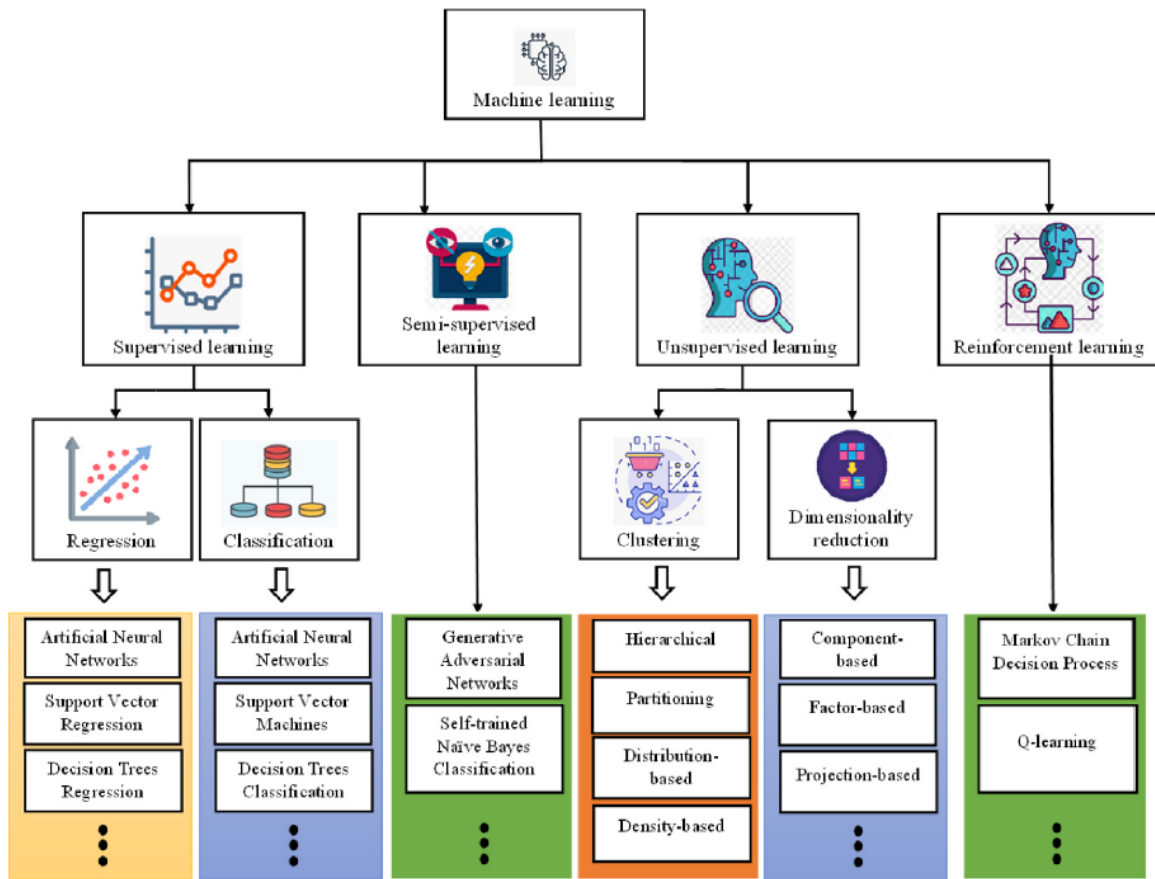 Machine learning
Supervised learning
Semi-supervised
learning
Unsupervised learning
Reinforcement learning
Regression
Classification
Clustering
Dimensionality
reduction
Artificial Neural
Networks
Support Vector
Regression
Decision Trees
Regression
Artificial Neural
Networks
Support Vector
Machines
Decision Trees
Classification
Generative
Adversarial
Networks
Self-trained
Naïve Bayes
Classification
Hierarchical
Partitioning
Distribution-
based
Density-based
Component-
based
Factor-based
Projection-based
Markov Chain
Decision Process
Q-learning